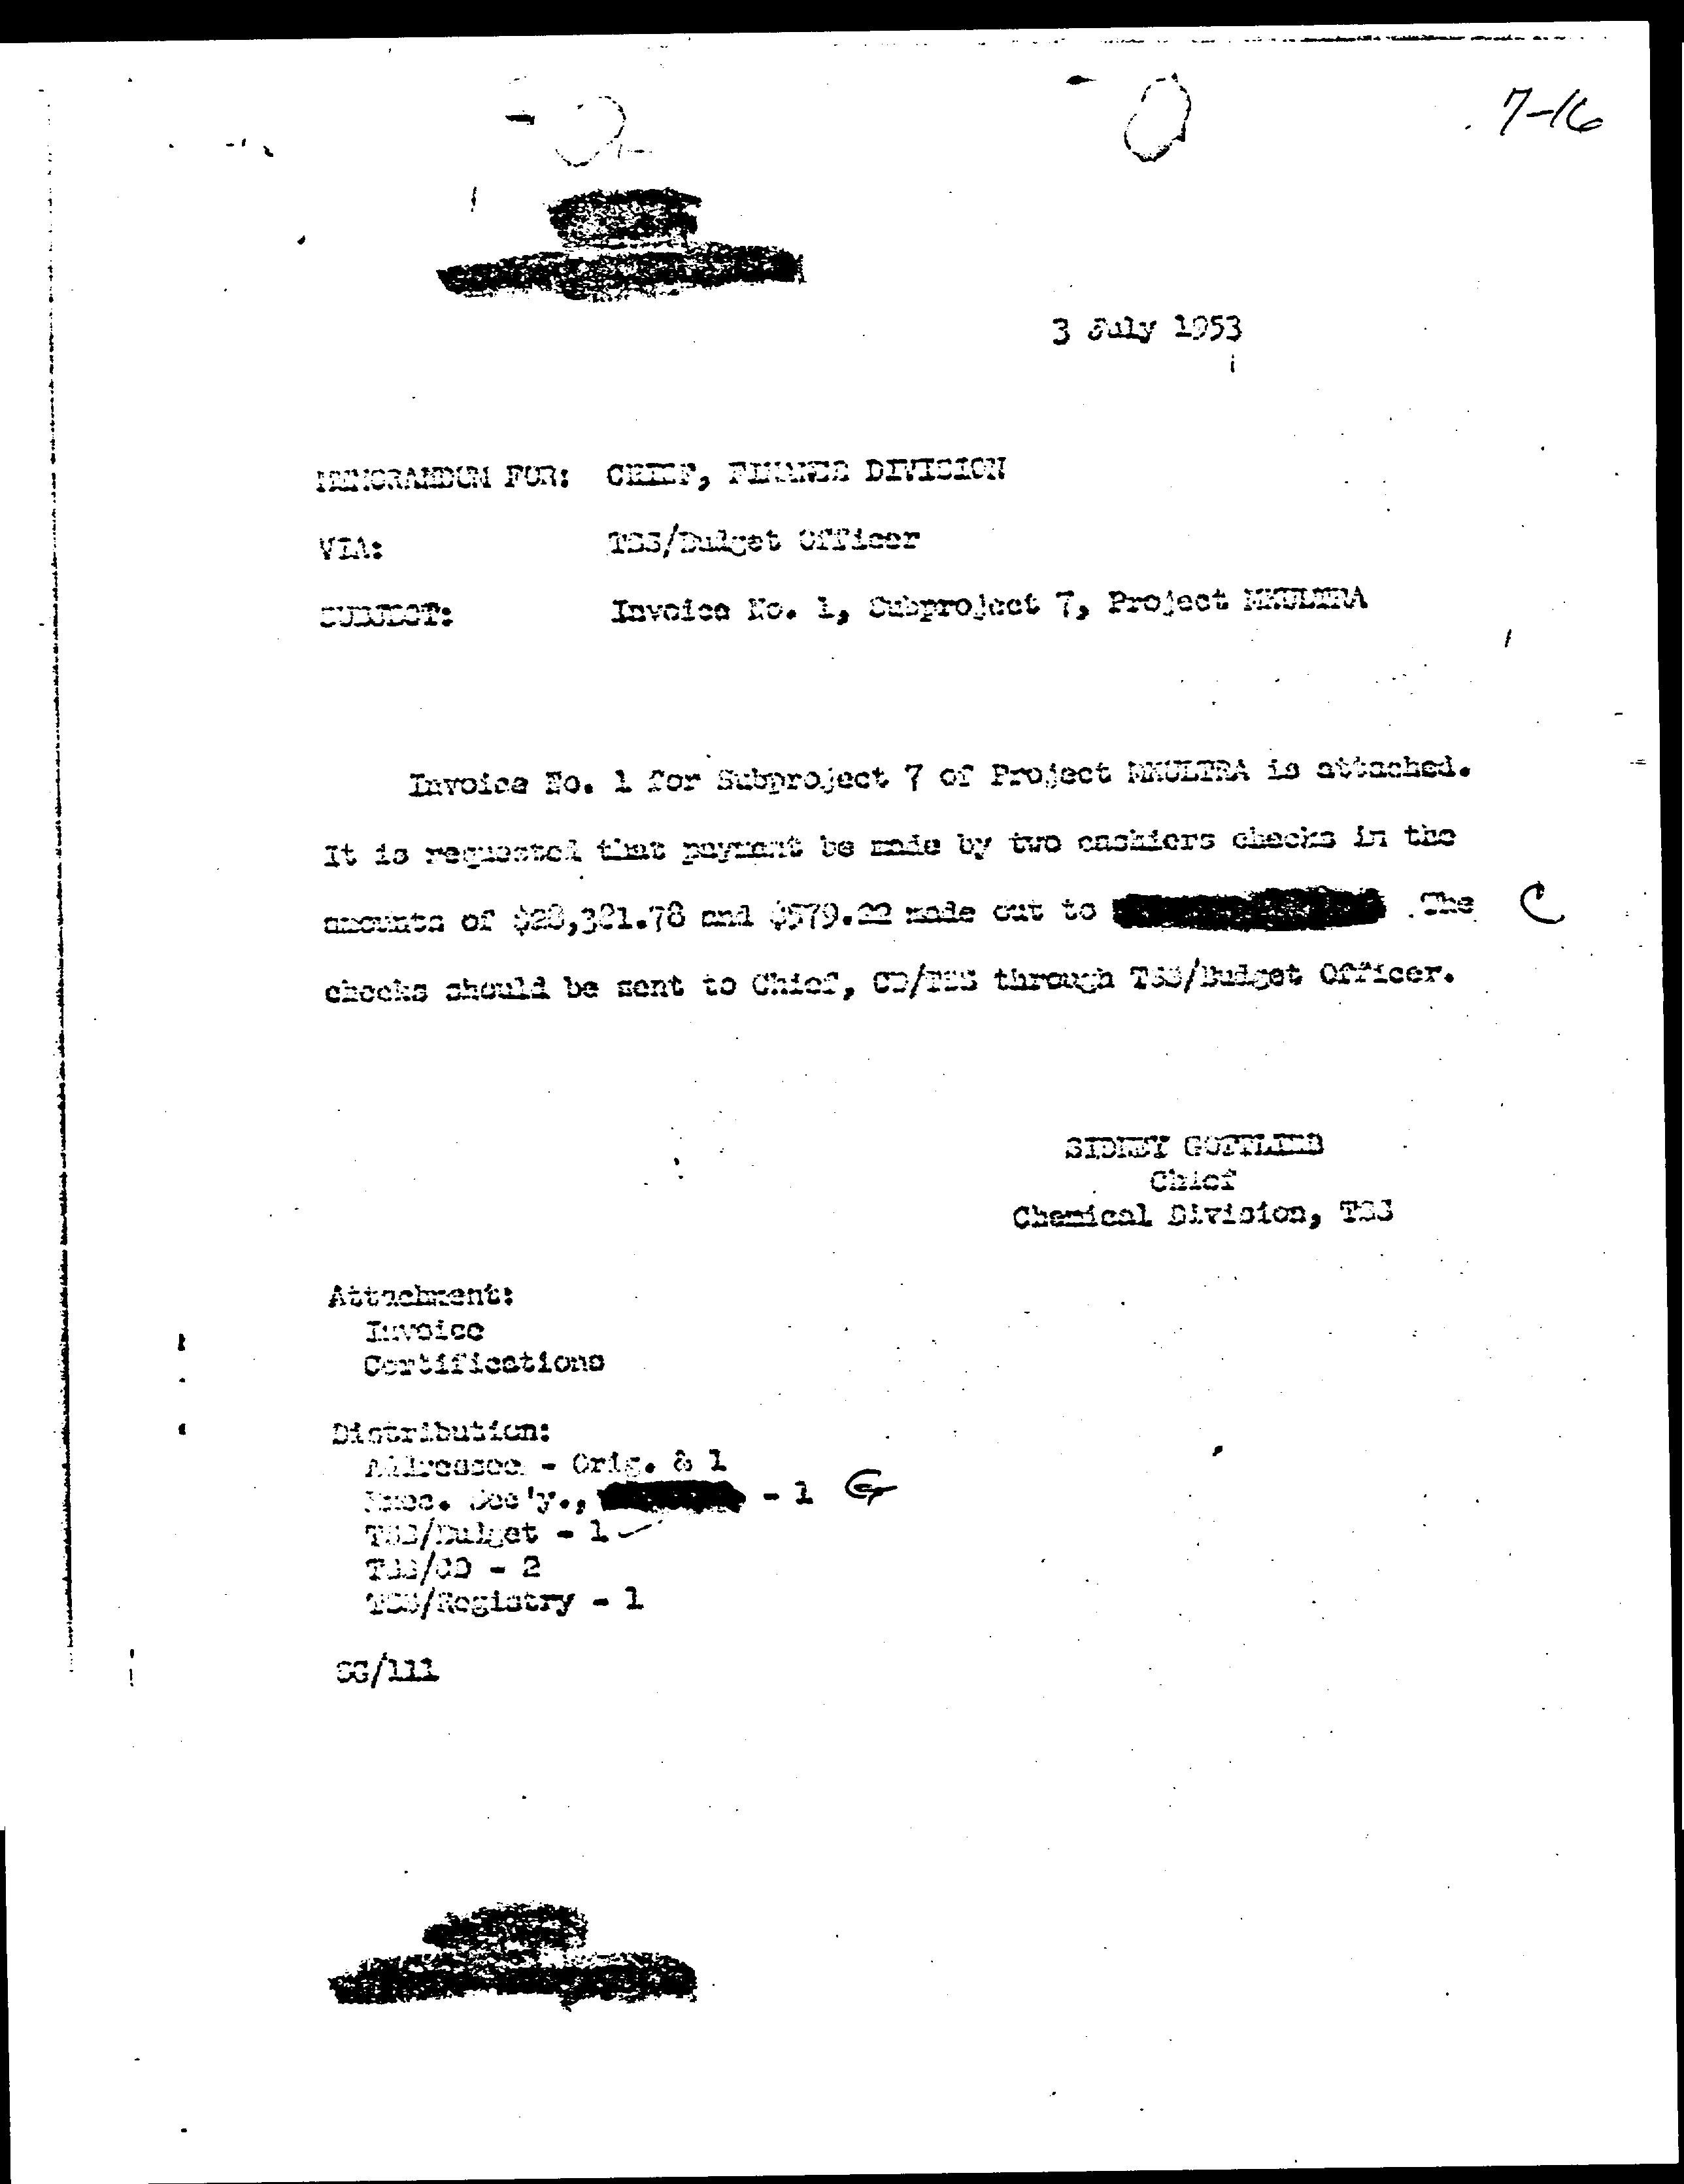 7-16
3 July 1953
MEMORANDUM FOR: CHIEF, FINANCE DIVISION
VIA: TSS/Budget Officer
SUBJECT: Invoice No. 1, Subproject 7, Project MKULTRA
Invoice No. 1 for Subproject 7 of Project MKULTRA is attached.
It is requested that payment be made by two cashiers checks in the
amounts of $28,381.78 and $579.22 made out to . The C
checks should be sent to Chief, CD/TSS through TSS/Budget Officer.
SIDNEY GOTTLIEB
Chief
Chemical Division, TSS
Attachment:
Invoice
Certifications
Distribution:
Addressee - Orig. & 1
Exec. Sec'y., - 1 G
TSS/Budget - 1
TSS/CD - 2
TSS/Registry - 1
SG/lll